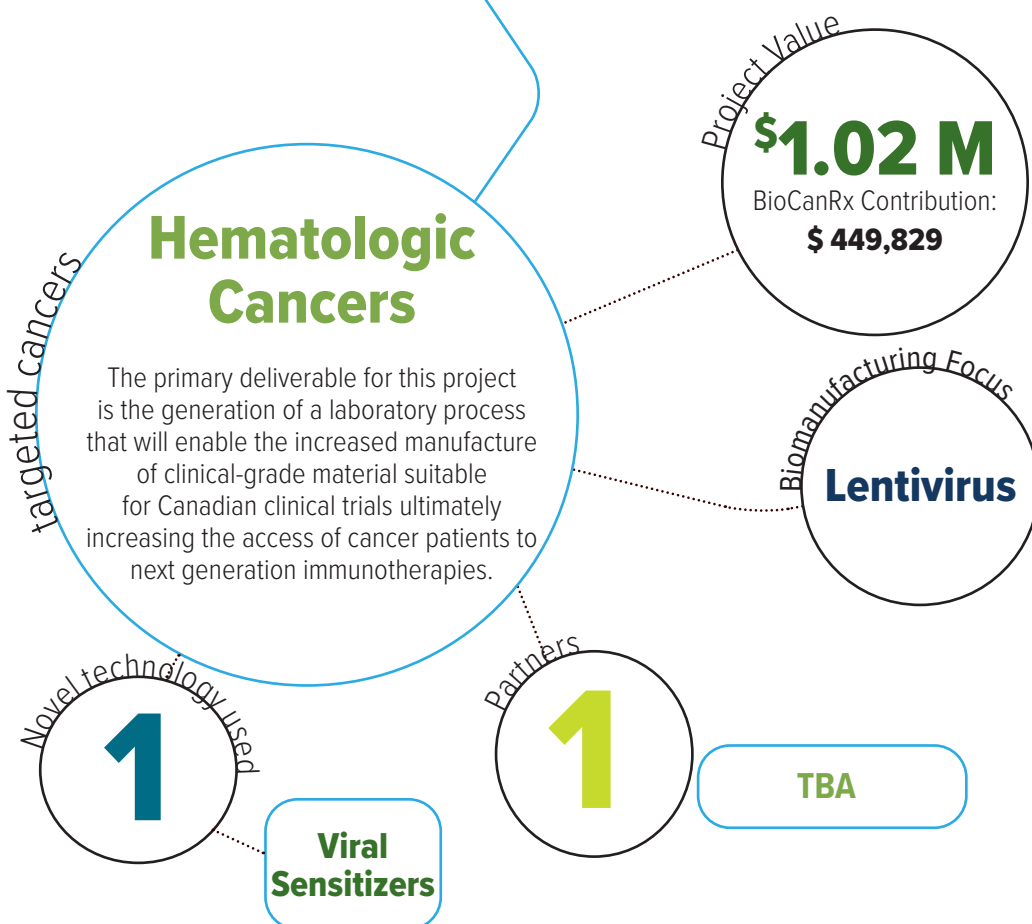 Project Value
$1.02 M
BioCanRx Contribution:
$ 449,829
targeted cancers
Hematologic
Cancers
The primary deliverable for this project
is the generation of a laboratory process
that will enable the increased manufacture
of clinical-grade material suitable
for Canadian clinical trials ultimately
increasing the access of cancer patients to
next generation immunotherapies.
Biomanufacturing Focus
Lentivirus
Novel technology used
1
Viral
Sensitizers
Partners
1
TBA